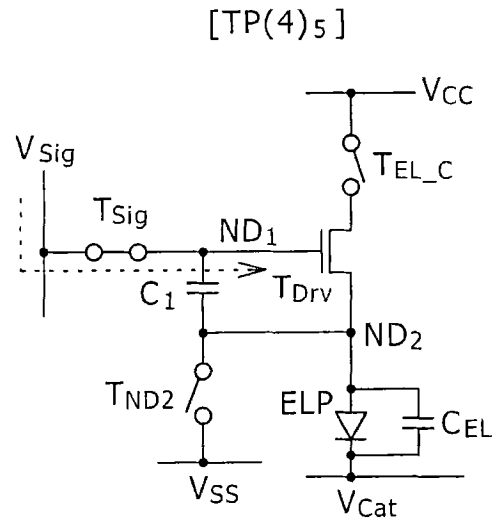 [TP(4)5]
VCC
VSig
TEL_C
TSig
ND1
C1
TDrv
ND2
TND2
ELP
CEL
VSS
VCat